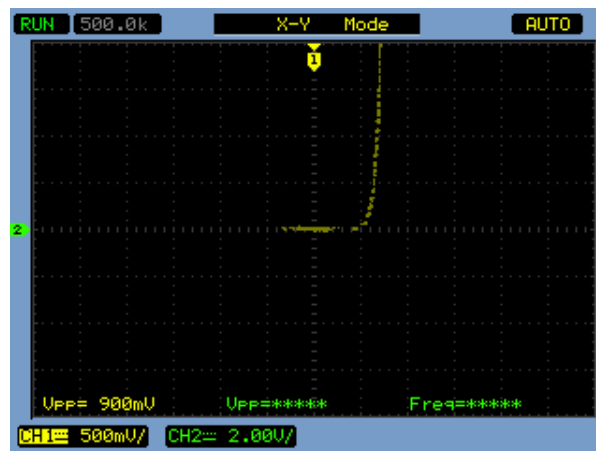 RUN 500.0k X-Y Mode AUTO
1
2
Vpp= 900mV Vpp=***** Freq=*****
CH1 500mV/ CH2 2.00V/